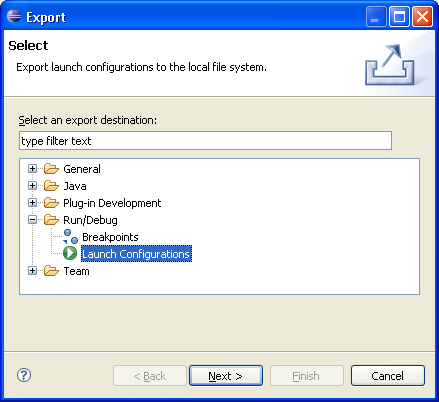 Export
Select
Export launch configurations to the local file system.
Select an export destination:
type filter text
General
Java
Plug-in Development
Run/Debug
Breakpoints
Launch Configurations
Team
? < Back Next > Finish Cancel